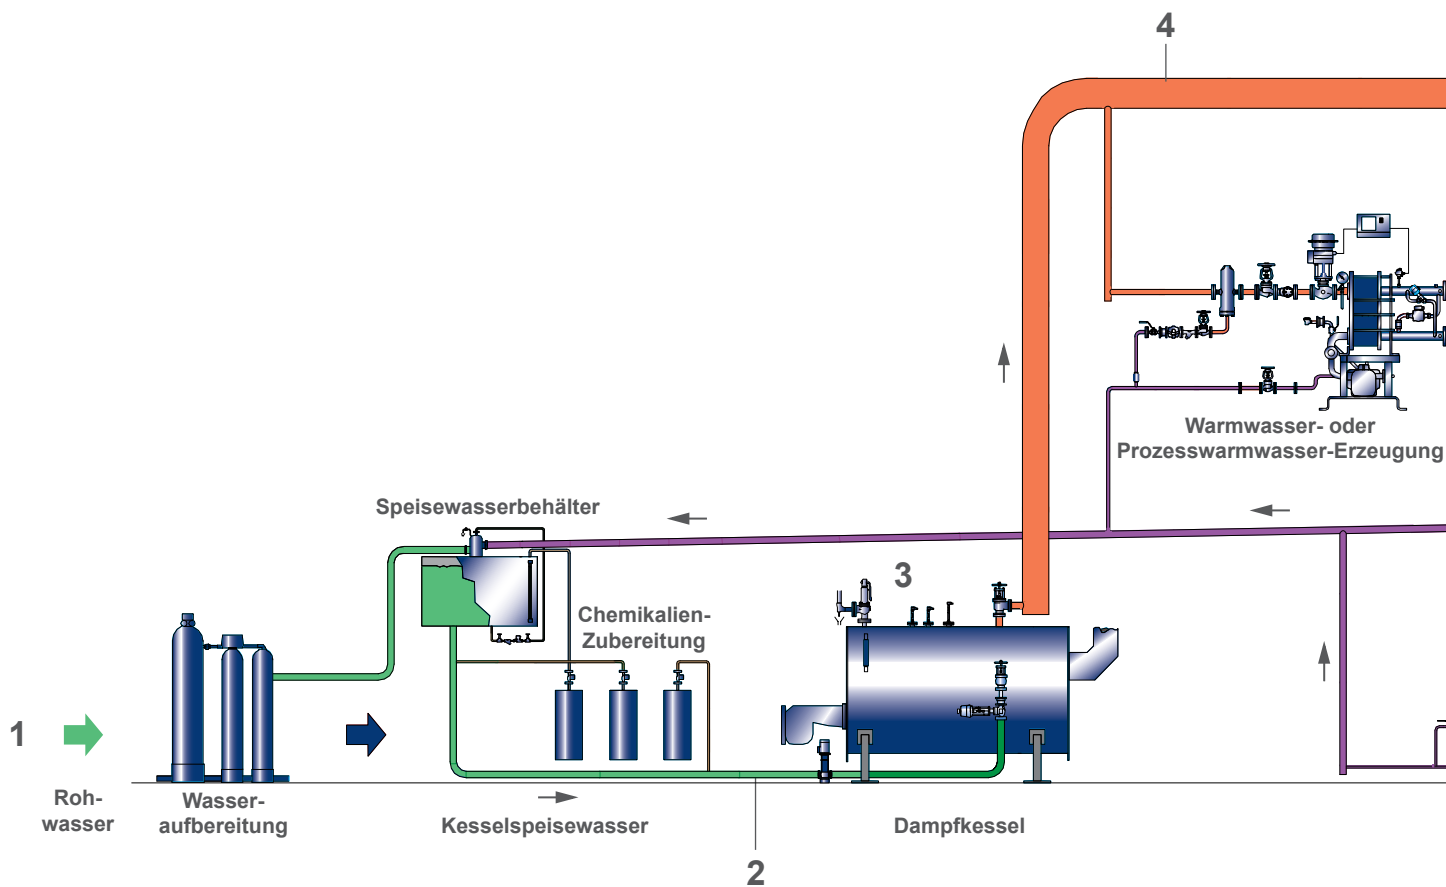 4
Warmwasser- oder
Prozesswarmwasser-Erzeugung
Speisewasserbehälter
3
Chemikalien-
Zubereitung
1
Roh-
wasser
Wasser-
aufbereitung
Kesselspeisewasser
Dampfkessel
2